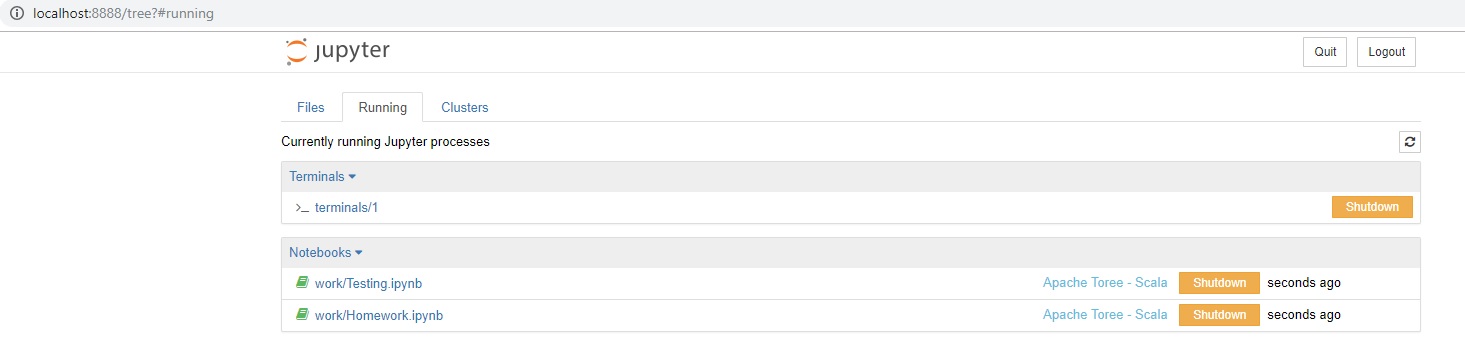 localhost:8888/tree?#running
jupyter
Quit Logout
Files Running Clusters
Currently running Jupyter processes
Terminals
terminals/1 Shutdown
Notebooks
work/Testing.ipynb Apache Toree - Scala Shutdown seconds ago
work/Homework.ipynb Apache Toree - Scala Shutdown seconds ago